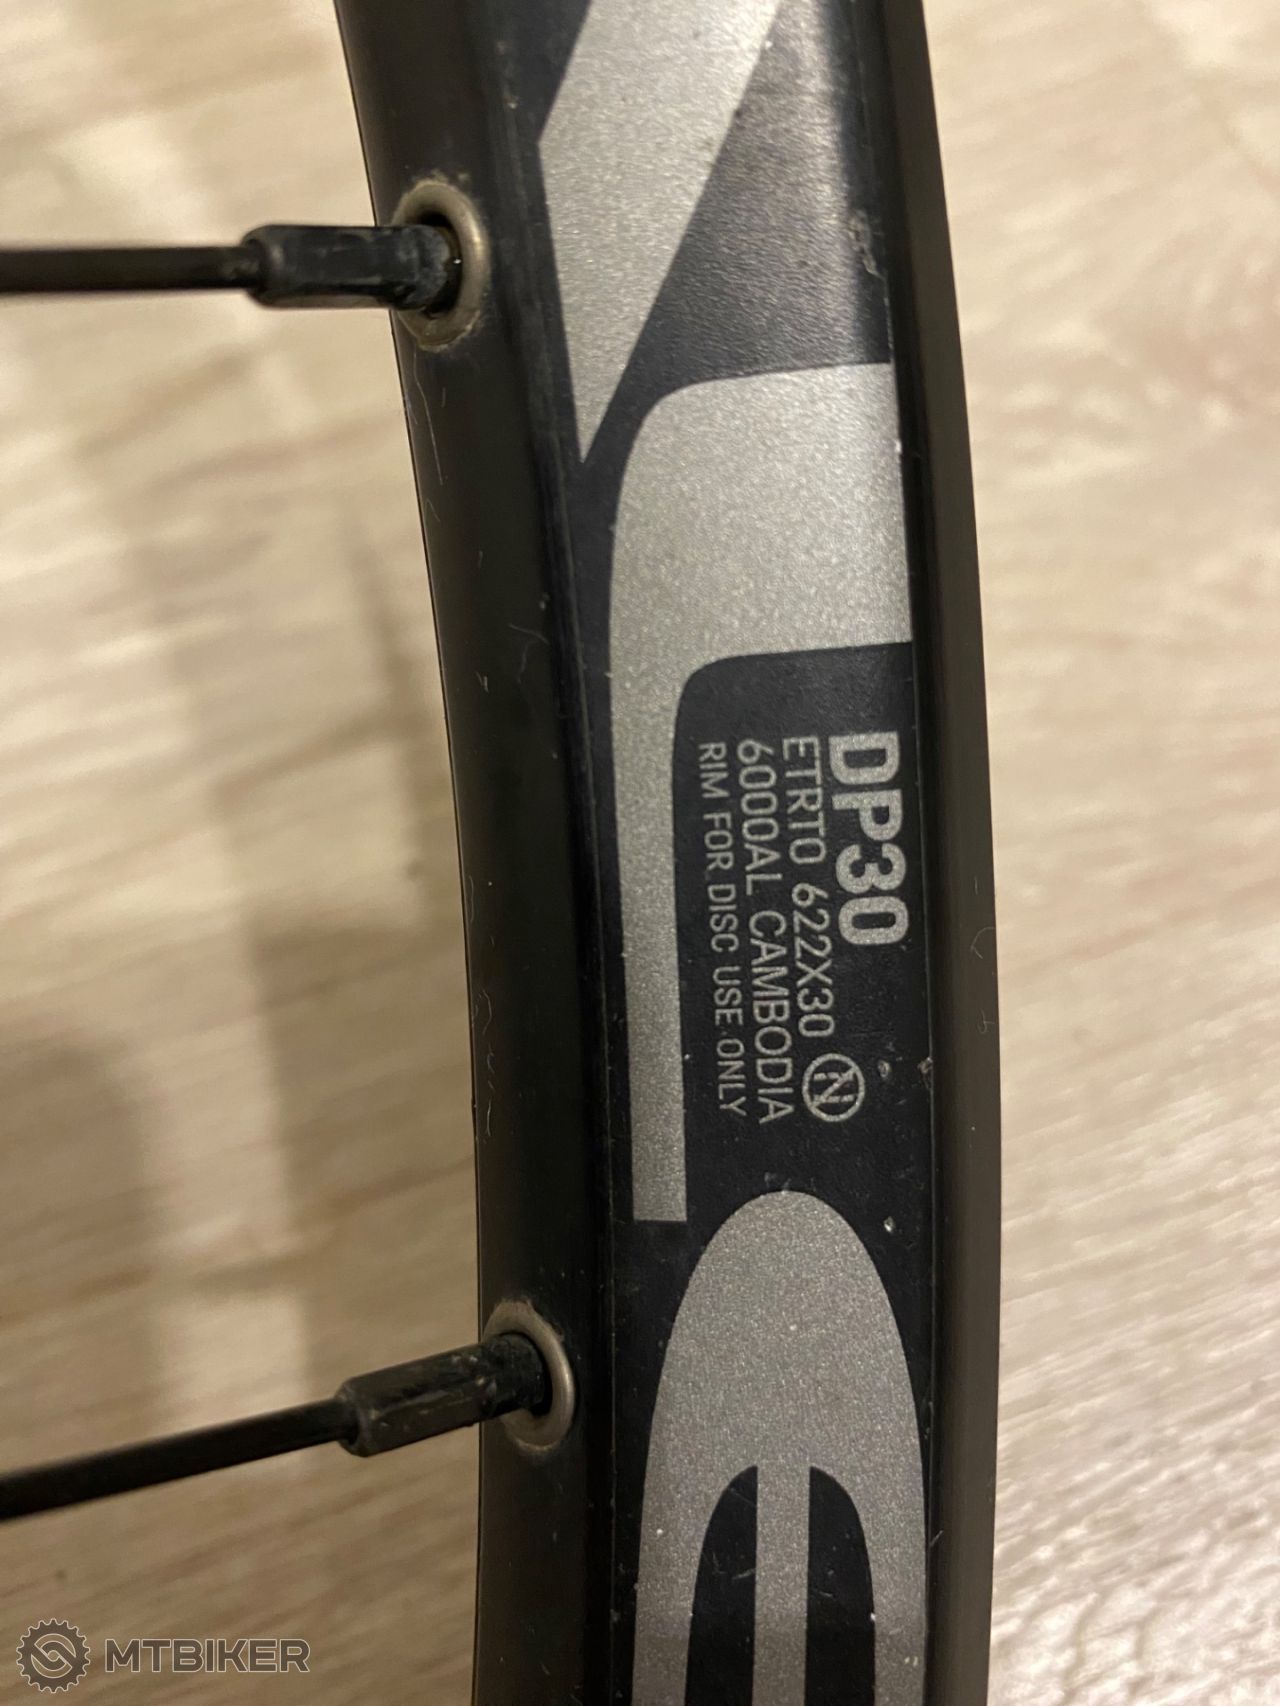 DP30
ETRTO 622X30
6000AL CAMBODIA
RIM FOR DISC USE ONLY
MTBIKER